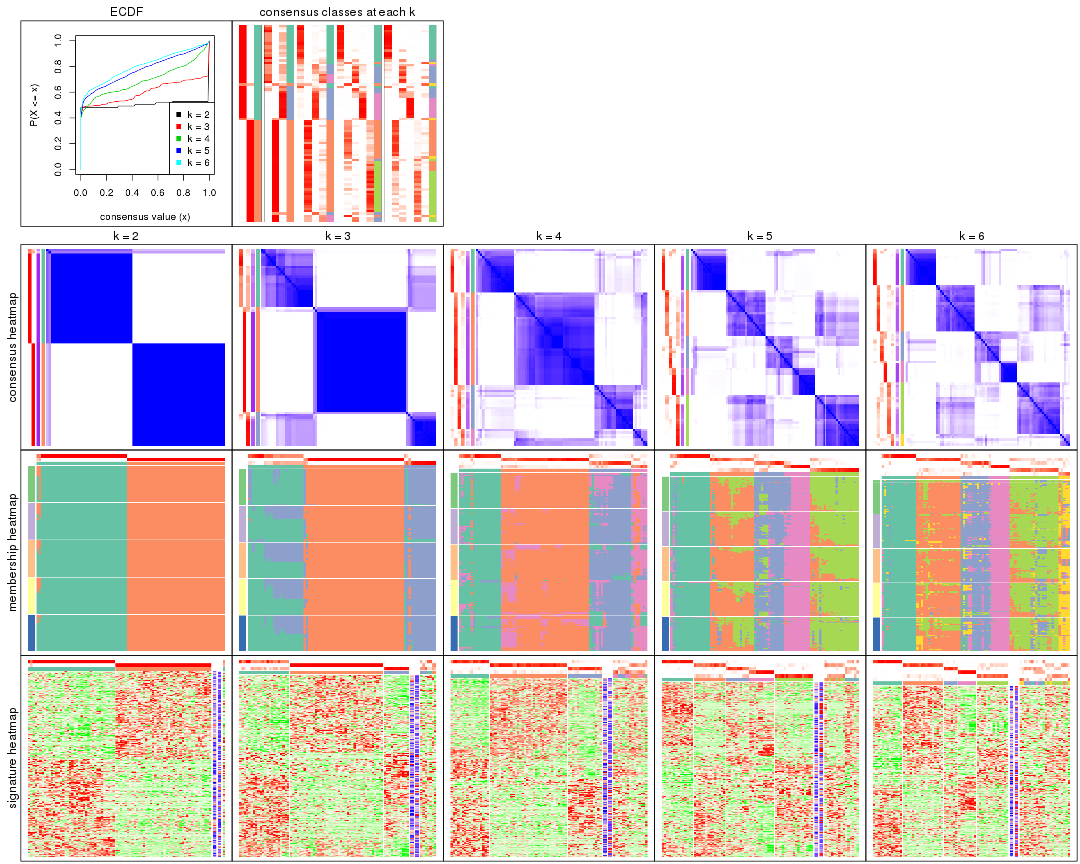 ECDF
consensus classes at each k
P(X <= x)
0.0 0.2 0.4 0.6 0.8 1.0
k = 2
k = 3
k = 4
k = 5
k = 6
0.0 0.2 0.4 0.6 0.8 1.0
consensus value (x)
k = 2 k = 3 k = 4 k = 5 k = 6
consensus heatmap
membership heatmap
signature heatmap